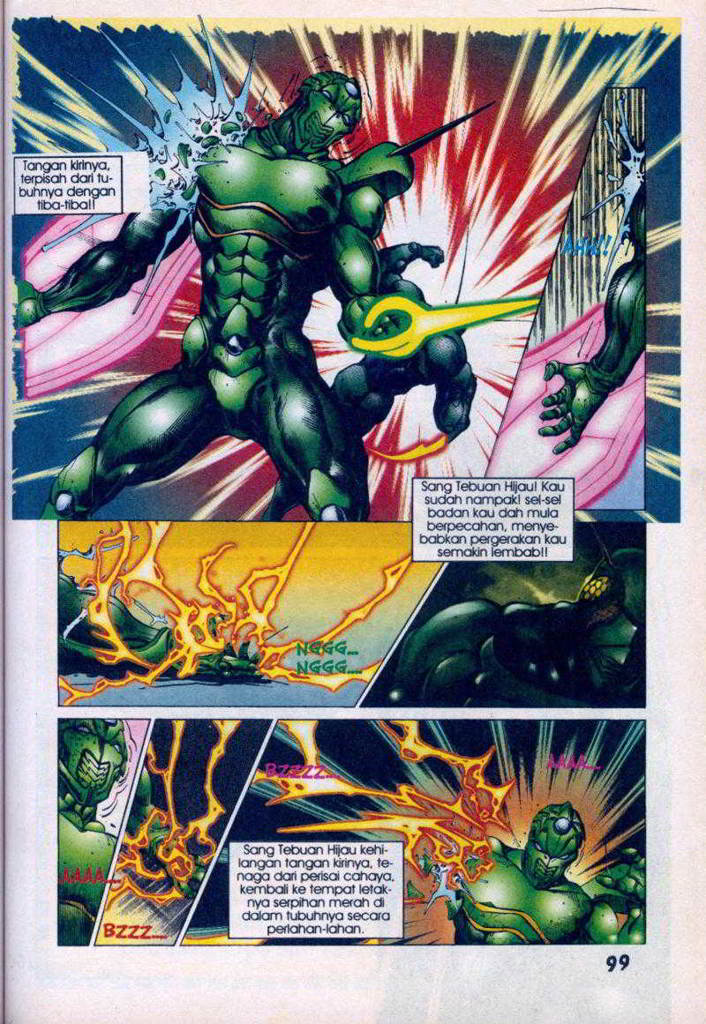 Tangan kirinya,
terpisah dari tu-
buhnya dengan
tiba-tiba!!
AHH!!
Sang Tebuan Hijau! Kau
sudah nampak! sel-sel
badan kau dah mula
berpecahan, menye-
babkan pergerakan kau
semakin lembab!!
NGGG...
NGGG....
AAAA...
BZZZ....
BZZZZ....
AAAA...
Sang Tebuan Hijau kehi-
langan tangan kirinya, te-
naga dari perisai cahaya,
kembali ke tempat letak-
nya serpihan merah di
dalam tubuhnya secara
perlahan-lahan.
99